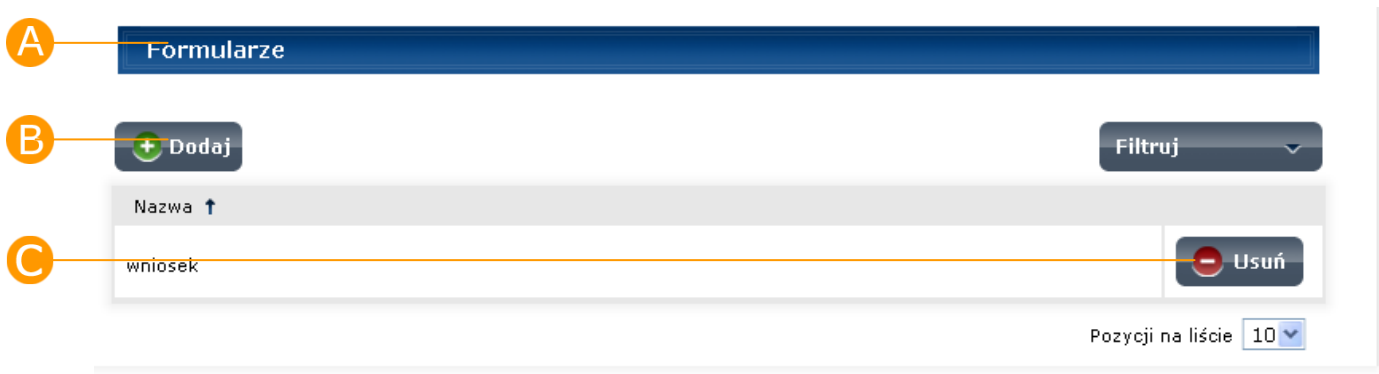 A
Formularze
B
Dodaj
Filtruj
Nazwa
C
wniosek
Usuń
Pozycji na liście 10